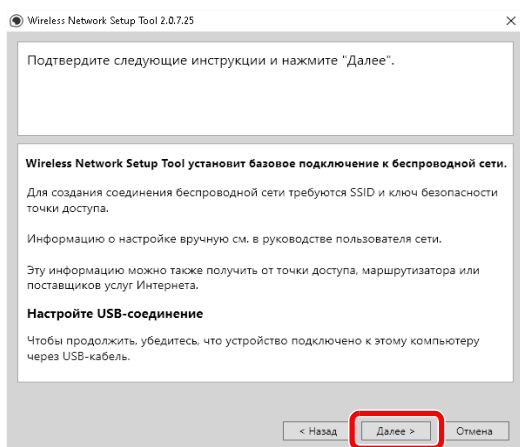 Wireless Network Setup Tool 2.0.7.25
Подтвердите следующие инструкции и нажмите "Далее".
Wireless Network Setup Tool установит базовое подключение к беспроводной сети.
Для создания соединения беспроводной сети требуются SSID и ключ безопасности
точки доступа.
Информацию о настройке вручную см. в руководстве пользователя сети.
Эту информацию можно также получить от точки доступа, маршрутизатора или
поставщиков услуг Интернета.
Настройте USB-соединение
Чтобы продолжить, убедитесь, что устройство подключено к этому компьютеру
через USB-кабель.
< Назад Далее > Отмена